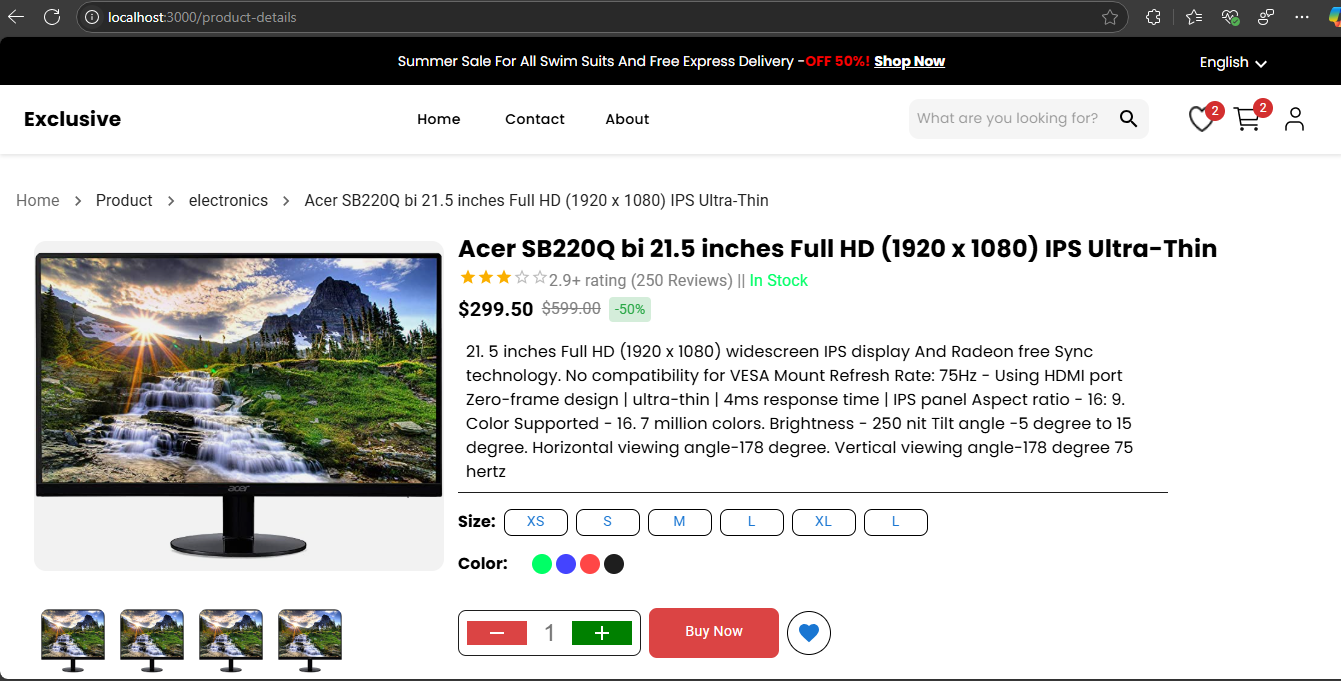 localhost:3000/product-details
Summer Sale For All Swim Suits And Free Express Delivery -OFF 50%! Shop Now
English
Exclusive
Home
Contact
About
What are you looking for?
2
2
Home > Product > electronics > Acer SB220Q bi 21.5 inches Full HD (1920 x 1080) IPS Ultra-Thin
acer
Acer SB220Q bi 21.5 inches Full HD (1920 x 1080) IPS Ultra-Thin
2.9+ rating (250 Reviews) || In Stock
$299.50 $599.00 -50%
21. 5 inches Full HD (1920 x 1080) widescreen IPS display And Radeon free Sync
technology. No compatibility for VESA Mount Refresh Rate: 75Hz - Using HDMI port
Zero-frame design | ultra-thin | 4ms response time | IPS panel Aspect ratio - 16: 9.
Color Supported - 16. 7 million colors. Brightness - 250 nit Tilt angle -5 degree to 15
degree. Horizontal viewing angle-178 degree. Vertical viewing angle-178 degree 75
hertz
Size: XS S M L XL L
Color:
1
Buy Now